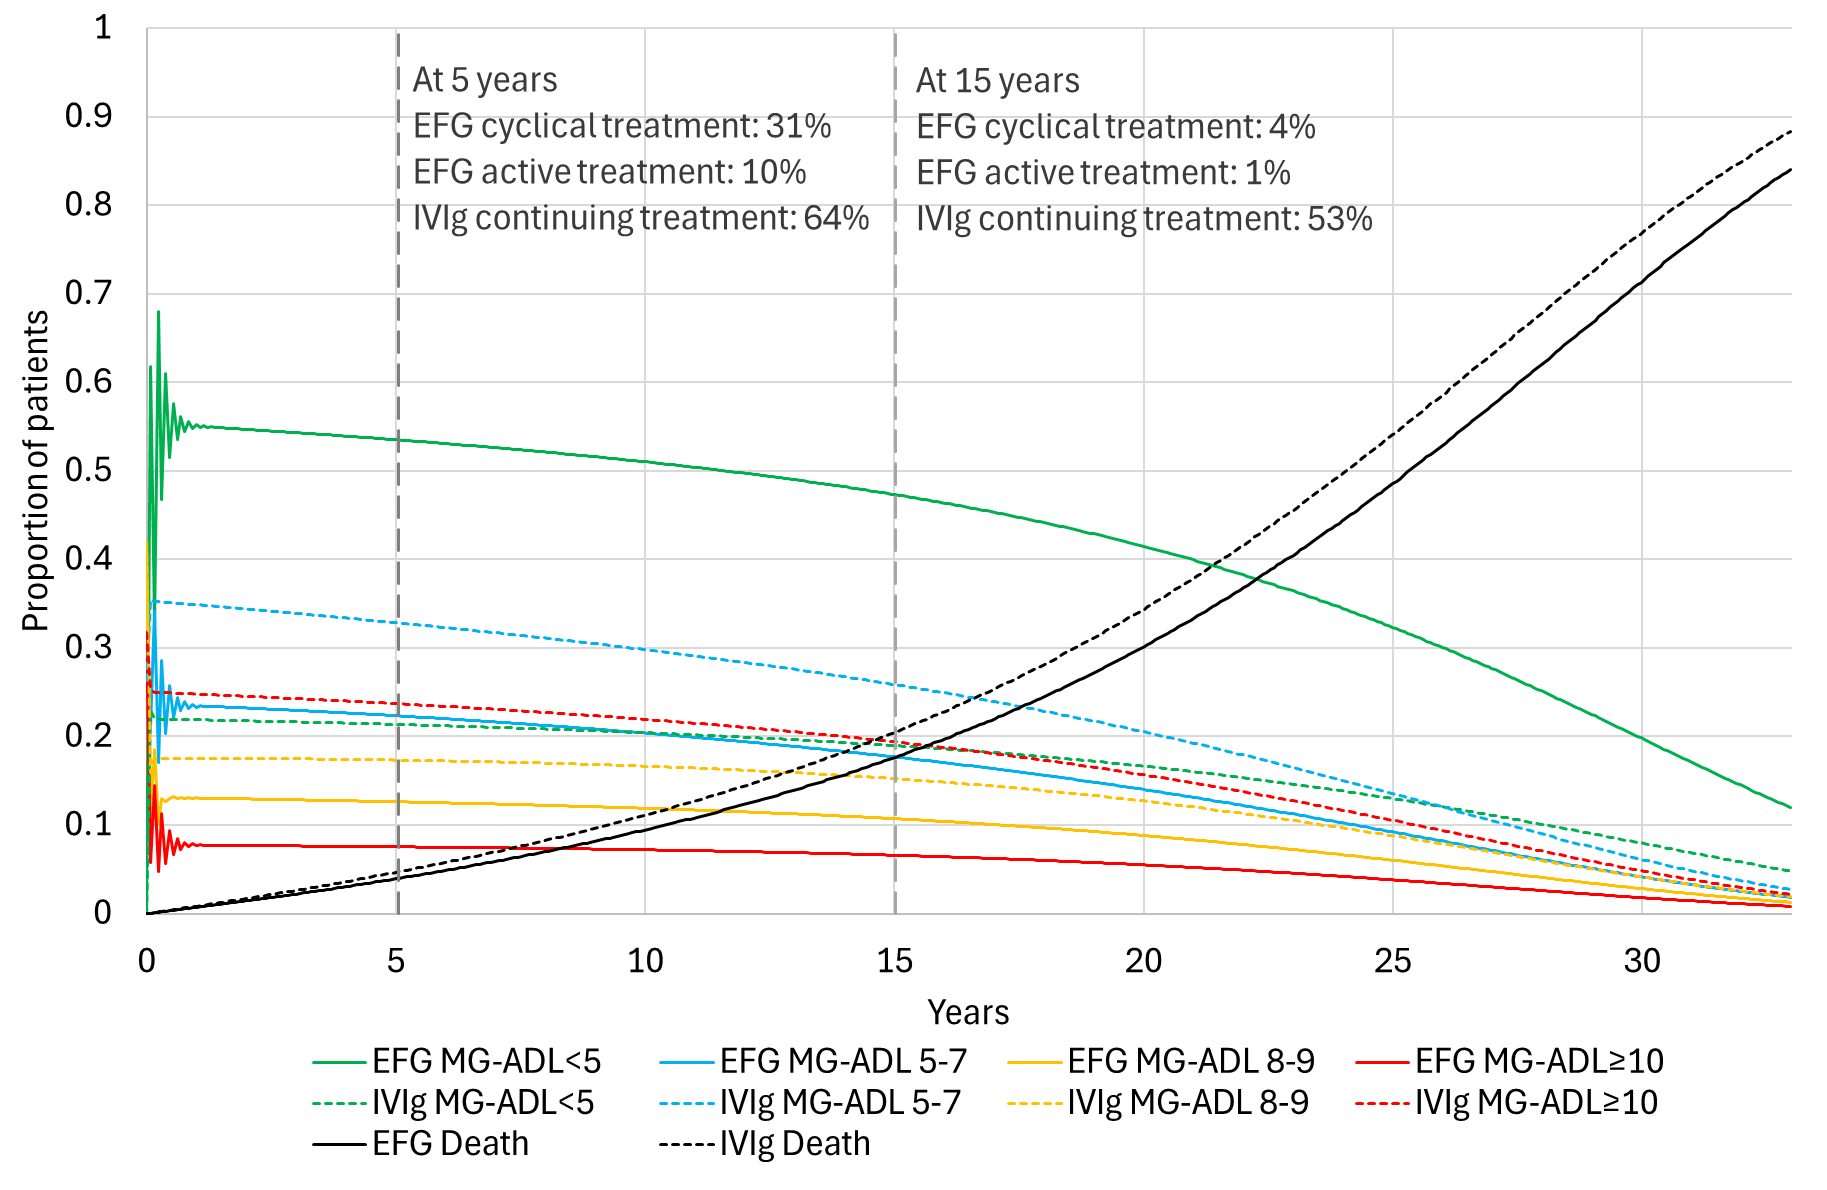 1
0.9
0.8
0.7
0.6
0.5
0.4
0.3
0.2
0.1
0
Proportion of patients
At 5 years
EFG cyclical treatment: 31%
EFG active treatment: 10%
IVIg continuing treatment: 64%
At 15 years
EFG cyclical treatment: 4%
EFG active treatment: 1%
IVIg continuing treatment: 53%
0 5 10 15 20 25 30
Years
EFG MG-ADL<5 EFG MG-ADL 5-7 EFG MG-ADL 8-9 EFG MG-ADL≥10
IVIg MG-ADL<5 IVIg MG-ADL 5-7 IVIg MG-ADL 8-9 IVIg MG-ADL≥10
EFG Death IVIg Death